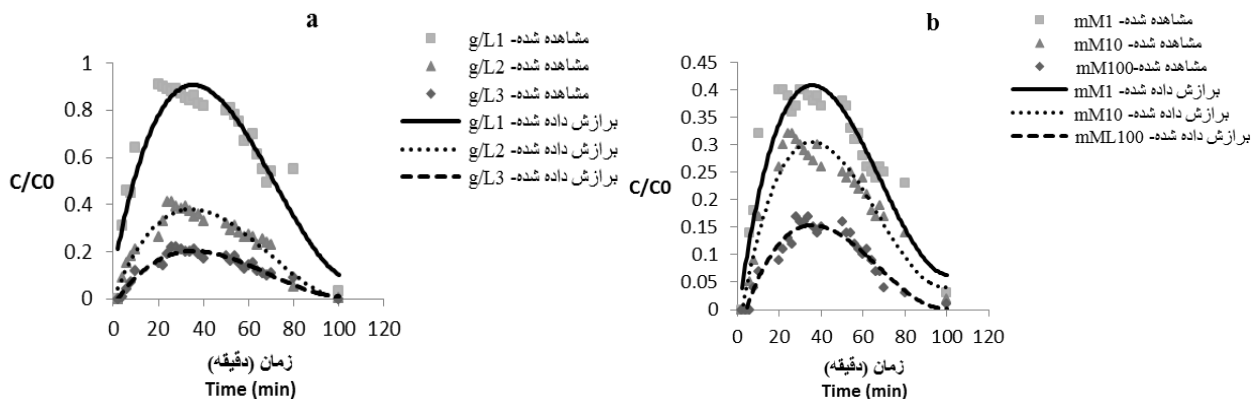 a
g/L1 -مشاهده شده
g/L2 -مشاهده شده
g/L3 -مشاهده شده
g/L1 -برازش داده شده
g/L2 -برازش داده شده
g/L3 -برازش داده شده
C/C0
1
0.8
0.6
0.4
0.2
0
0 20 40 60 80 100 120
زمان (دقیقه)
Time (min)
b
mM1 -مشاهده شده
mM10 -مشاهده شده
mM100-مشاهده شده
mM1 -برازش داده شده
mM10 -برازش داده شده
mML100 -برازش داده شده
C/C0
0.45
0.4
0.35
0.3
0.25
0.2
0.15
0.1
0.05
0
0 20 40 60 80 100 120
زمان (دقیقه)
Time (min)